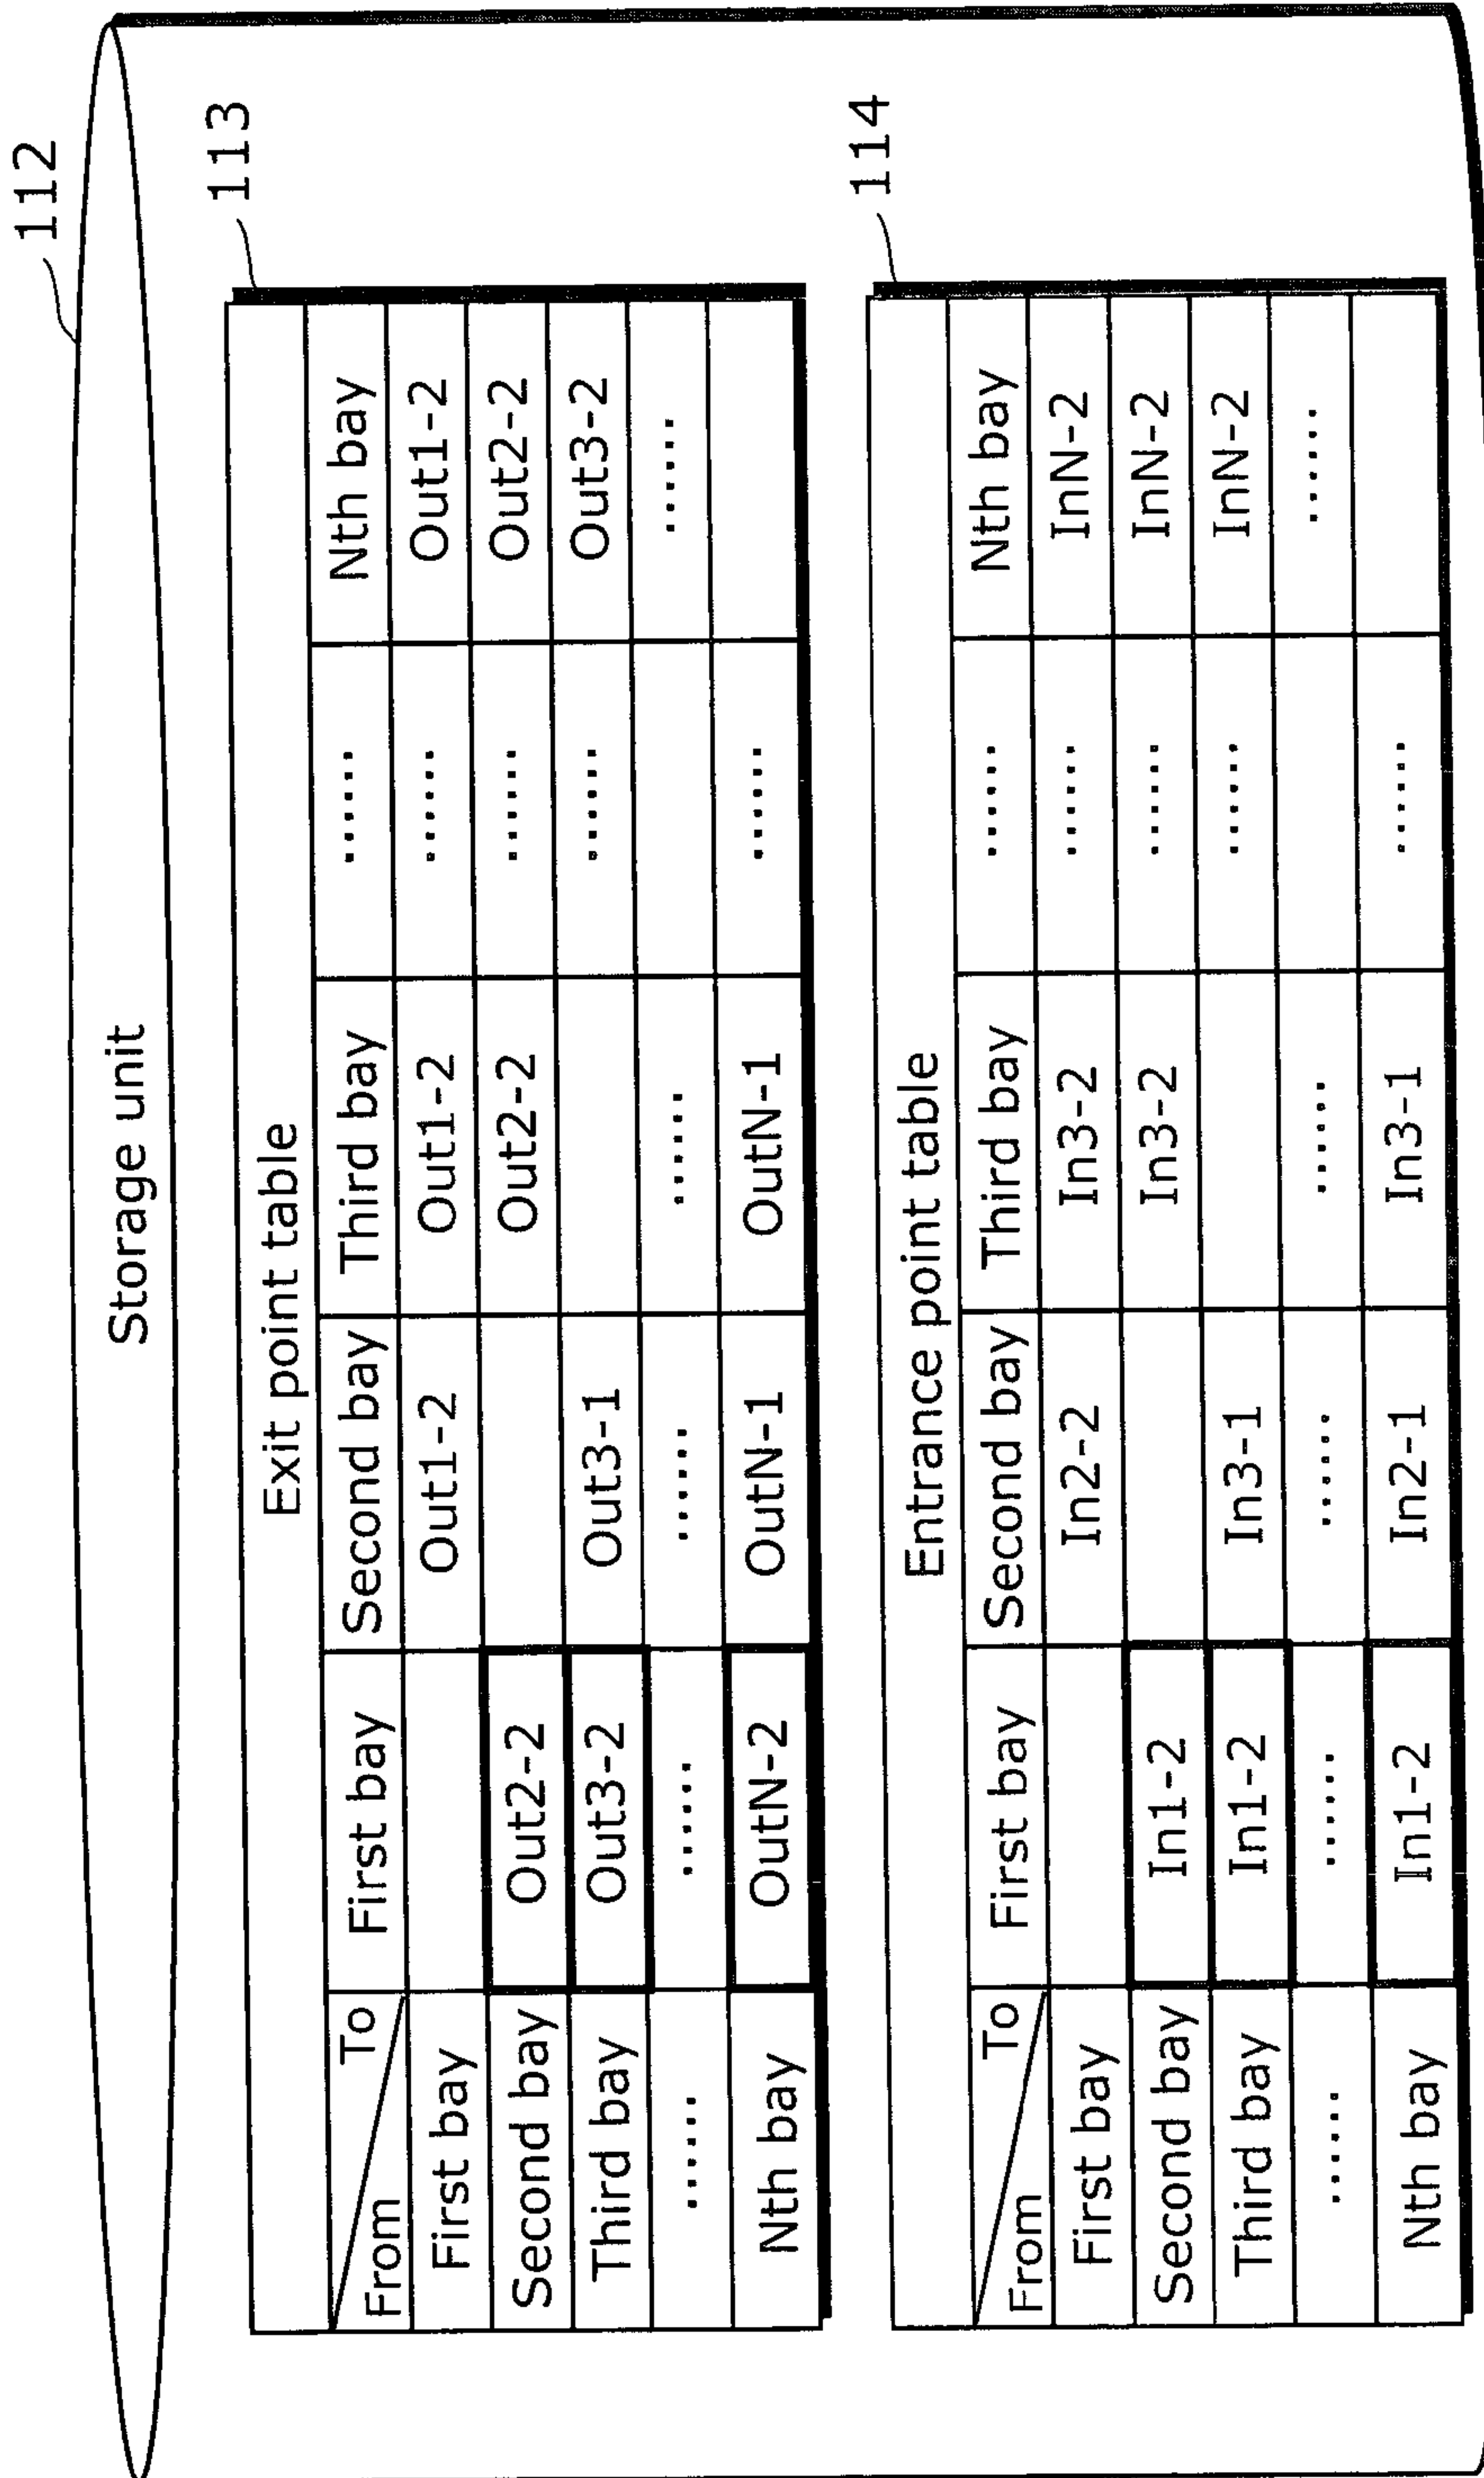 112
Storage unit
113
Exit point table
From To First bay Second bay Third bay ...... Nth bay
First bay Out1-2 Out1-2 ...... Out1-2
Second bay Out2-2 Out2-2 ...... Out2-2
Third bay Out3-2 Out3-1 ...... Out3-2
...... ...... ...... ...... ......
Nth bay OutN-2 OutN-1 OutN-1 ......
114
Entrance point table
From To First bay Second bay Third bay ...... Nth bay
First bay In2-2 In3-2 ...... InN-2
Second bay In1-2 In3-2 ...... InN-2
Third bay In1-2 In3-1 ...... InN-2
...... ...... ...... ...... ......
Nth bay In1-2 In2-1 In3-1 ......